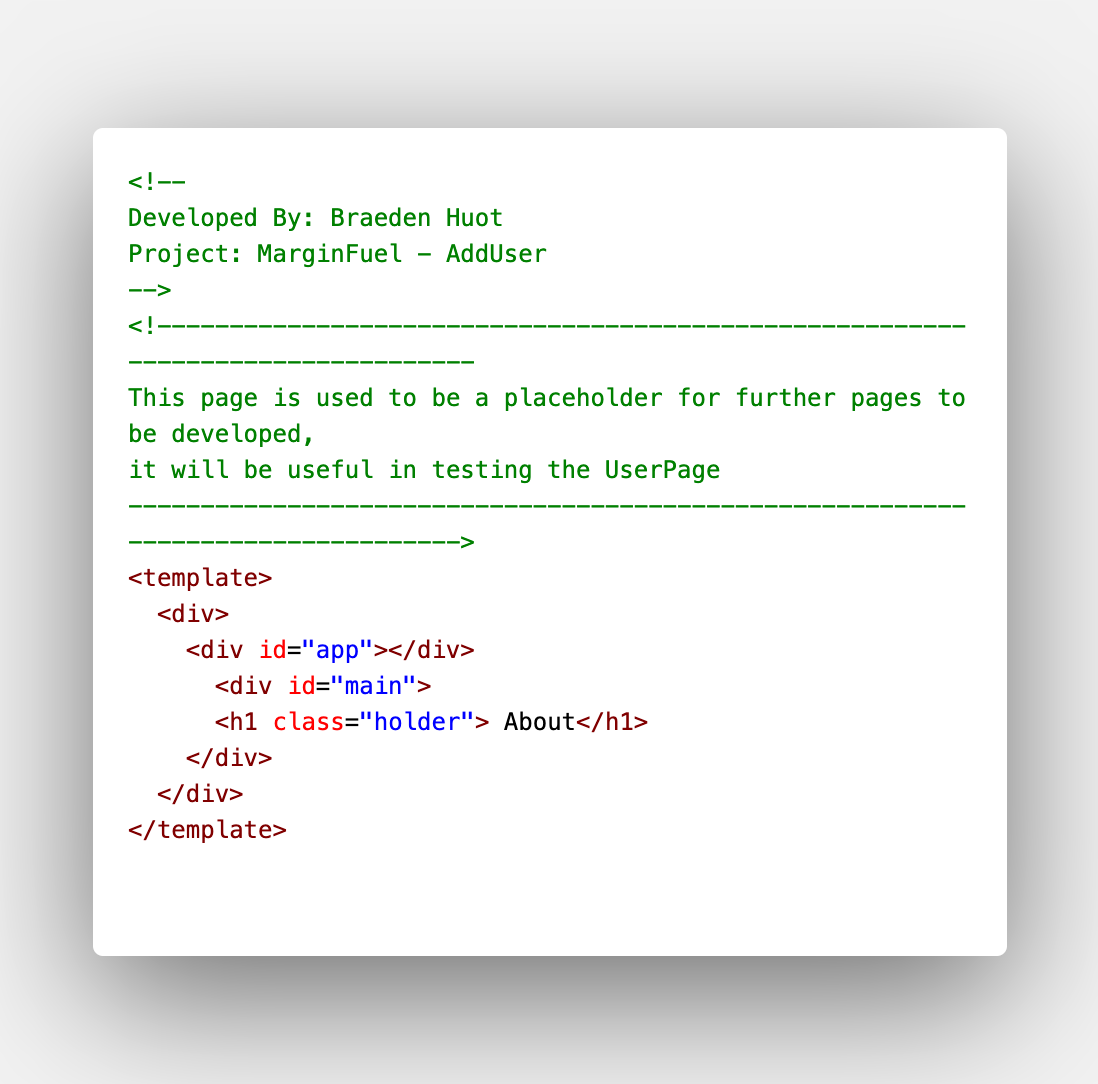 <!--
Developed By: Braeden Huot
Project: MarginFuel - AddUser
-->
<!--------------------------------------------------------
------------------------
This page is used to be a placeholder for further pages to
be developed,
it will be useful in testing the UserPage
----------------------------------------------------------
----------------------->
<template>
  <div>
    <div id="app"></div>
      <div id="main">
      <h1 class="holder"> About</h1>
    </div>
  </div>
</template>